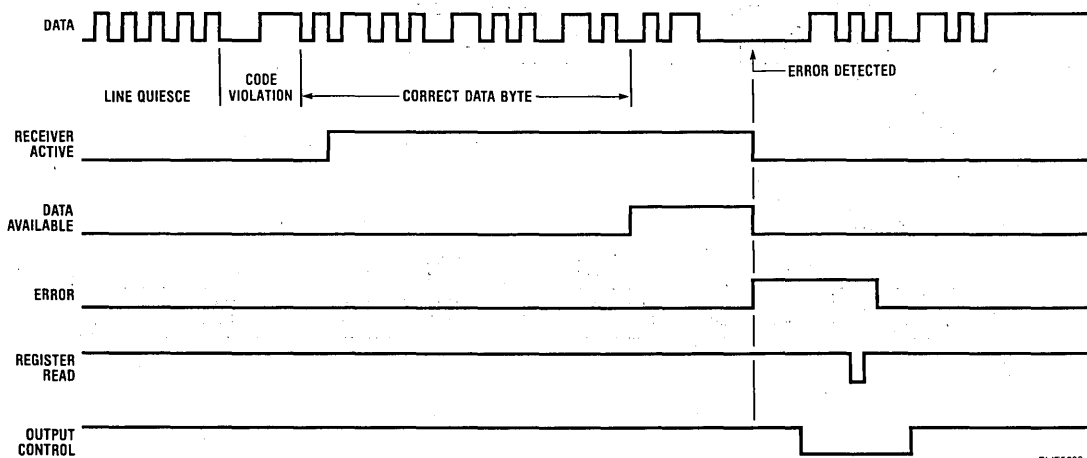 DATA
ERROR DETECTED
LINE QUIESCE
CODE
VIOLATION
CORRECT DATA BYTE
RECEIVER
ACTIVE
DATA
AVAILABLE
ERROR
REGISTER
READ
OUTPUT
CONTROL